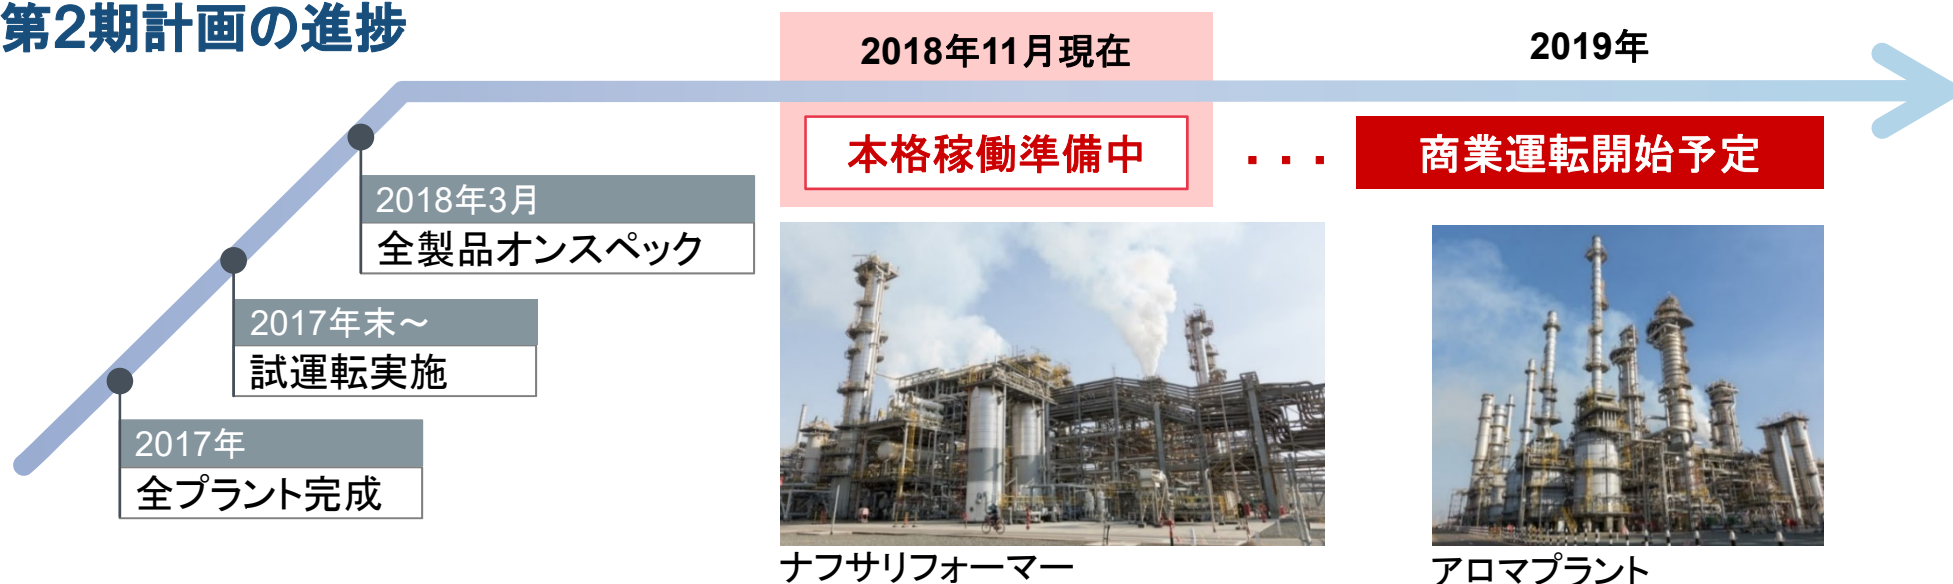 第2期計画の進捗
2018年11月現在
2019年
本格稼働準備中
・・・
商業運転開始予定
2018年3月
全製品オンスペック
2017年末～
試運転実施
2017年
全プラント完成
ナフサリフォーマー
アロマプラント